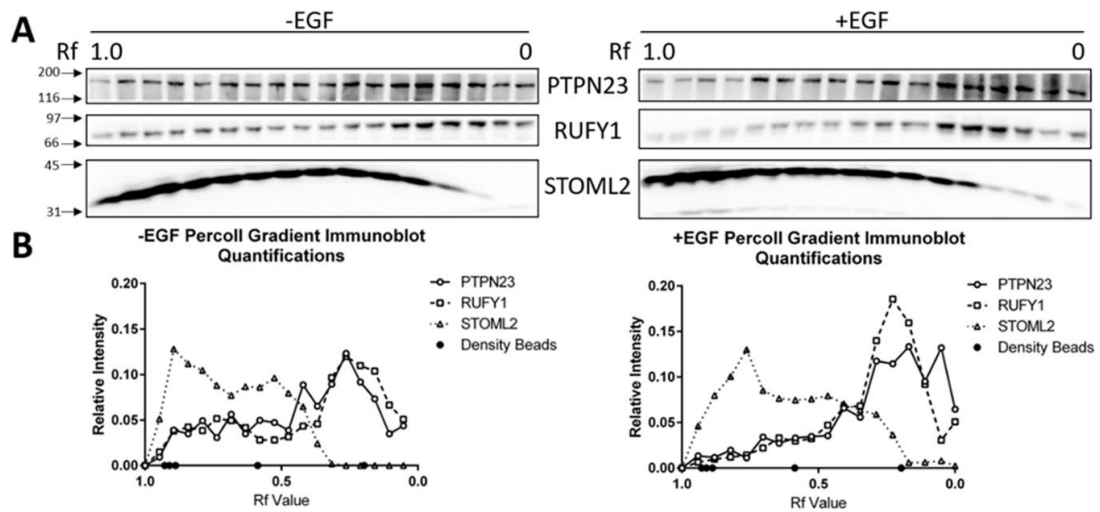 A
-EGF
+EGF
Rf 1.0 0
Rf 1.0 0
200
116
PTPN23
97
66
RUFY1
45
31
STOML2
B
-EGF Percoll Gradient Immunoblot
Quantifications
+EGF Percoll Gradient Immunoblot
Quantifications
Relative Intensity
0.20
0.15
0.10
0.05
0.00
1.0 0.5 0.0
Rf Value
PTPN23
RUFY1
STOML2
Density Beads
Relative Intensity
0.20
0.15
0.10
0.05
0.00
1.0 0.5 0.0
Rf Value
PTPN23
RUFY1
STOML2
Density Beads